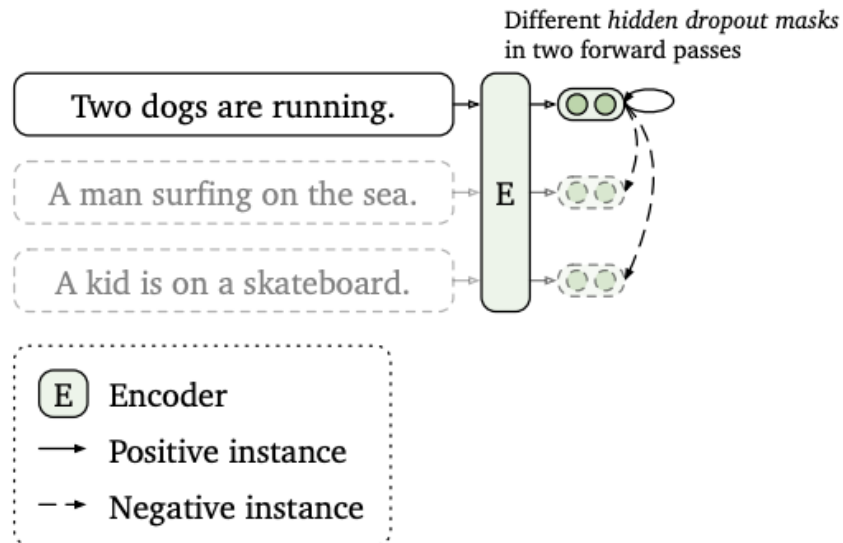 Different hidden dropout masks
in two forward passes
Two dogs are running.
A man surfing on the sea.
E
A kid is on a skateboard.
E Encoder
Positive instance
Negative instance